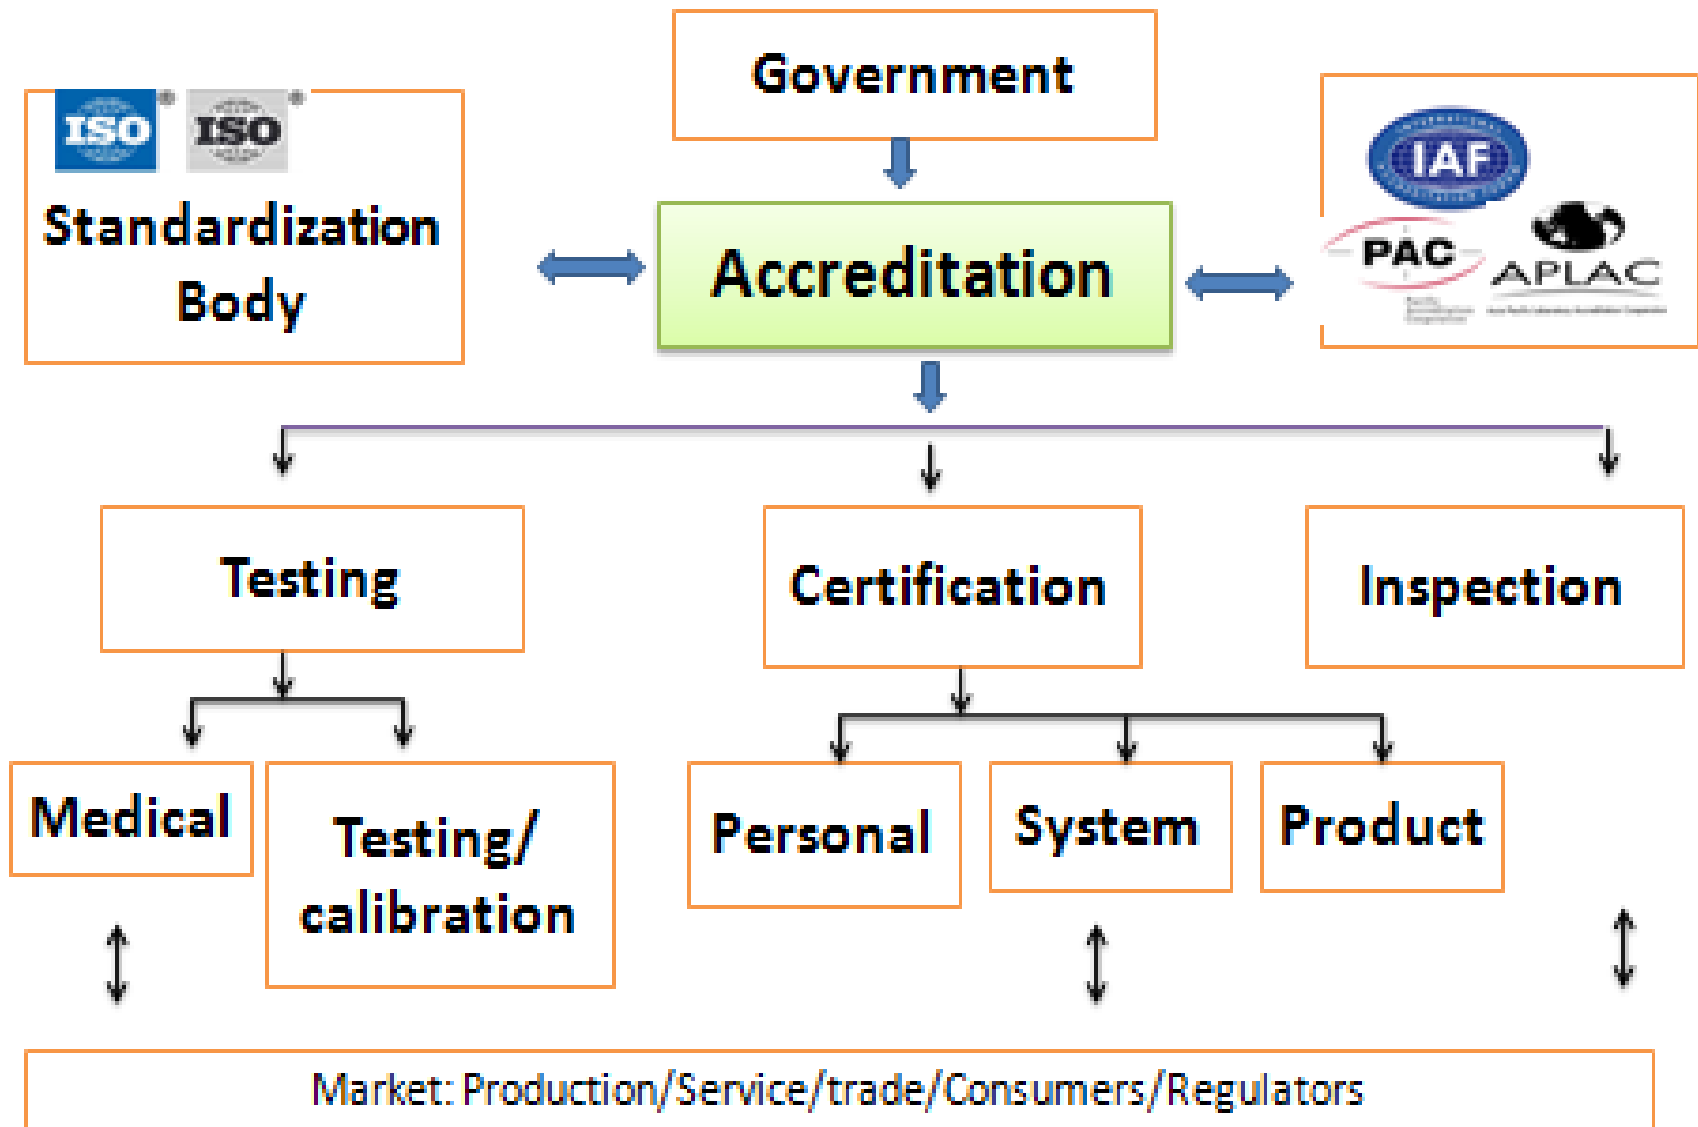 Government
ISO®
ISO®
Standardization
Body
Accreditation
IAF
PAC
APLAC
Testing
Certification
Inspection
Medical
Testing/
calibration
Personal
System
Product
Market: Production/Service/trade/Consumers/Regulators